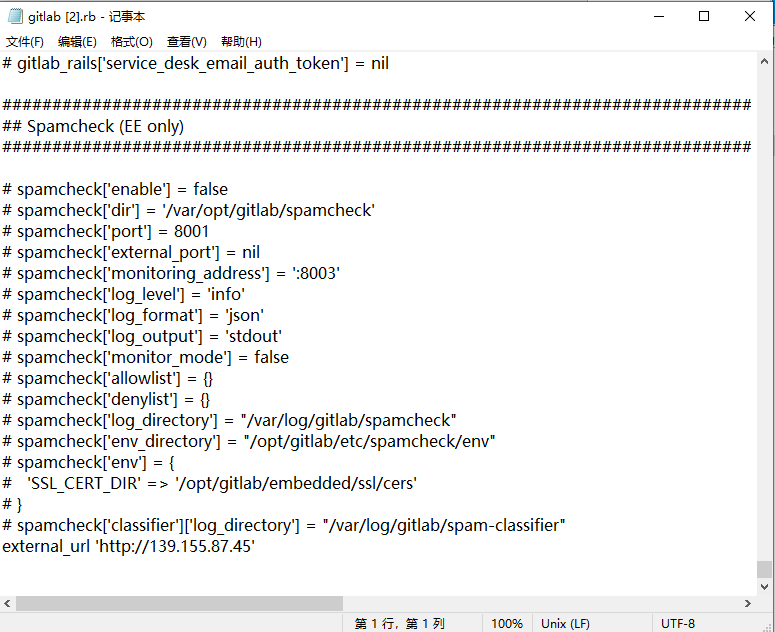 gitlab [2].rb - 记事本
文件(F) 编辑(E) 格式(O) 查看(V) 帮助(H)
# gitlab_rails['service_desk_email_auth_token'] = nil
###########################################################################
## Spamcheck (EE only)
###########################################################################
# spamcheck['enable'] = false
# spamcheck['dir'] = '/var/opt/gitlab/spamcheck'
# spamcheck['port'] = 8001
# spamcheck['external_port'] = nil
# spamcheck['monitoring_address'] = ':8003'
# spamcheck['log_level'] = 'info'
# spamcheck['log_format'] = 'json'
# spamcheck['log_output'] = 'stdout'
# spamcheck['monitor_mode'] = false
# spamcheck['allowlist'] = {}
# spamcheck['denylist'] = {}
# spamcheck['log_directory'] = "/var/log/gitlab/spamcheck"
# spamcheck['env_directory'] = "/opt/gitlab/etc/spamcheck/env"
# spamcheck['env'] = {
#   'SSL_CERT_DIR' => '/opt/gitlab/embedded/ssl/cers'
# }
# spamcheck['classifier']['log_directory'] = "/var/log/gitlab/spam-classifier"
external_url 'http://139.155.87.45'
第 1 行，第 1 列 100% Unix (LF) UTF-8